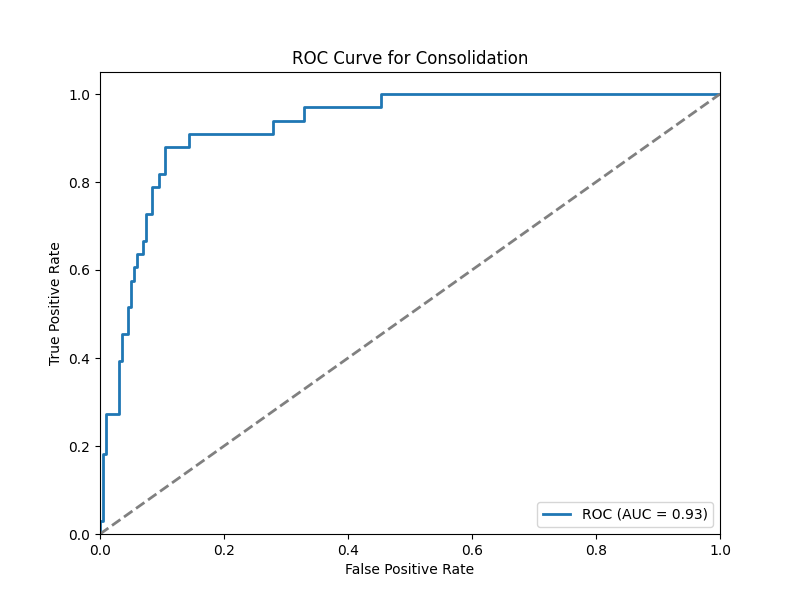 ROC Curve for Consolidation
1.0
0.8
0.6
0.4
0.2
0.0
True Positive Rate
0.0 0.2 0.4 0.6 0.8 1.0
False Positive Rate
ROC (AUC = 0.93)